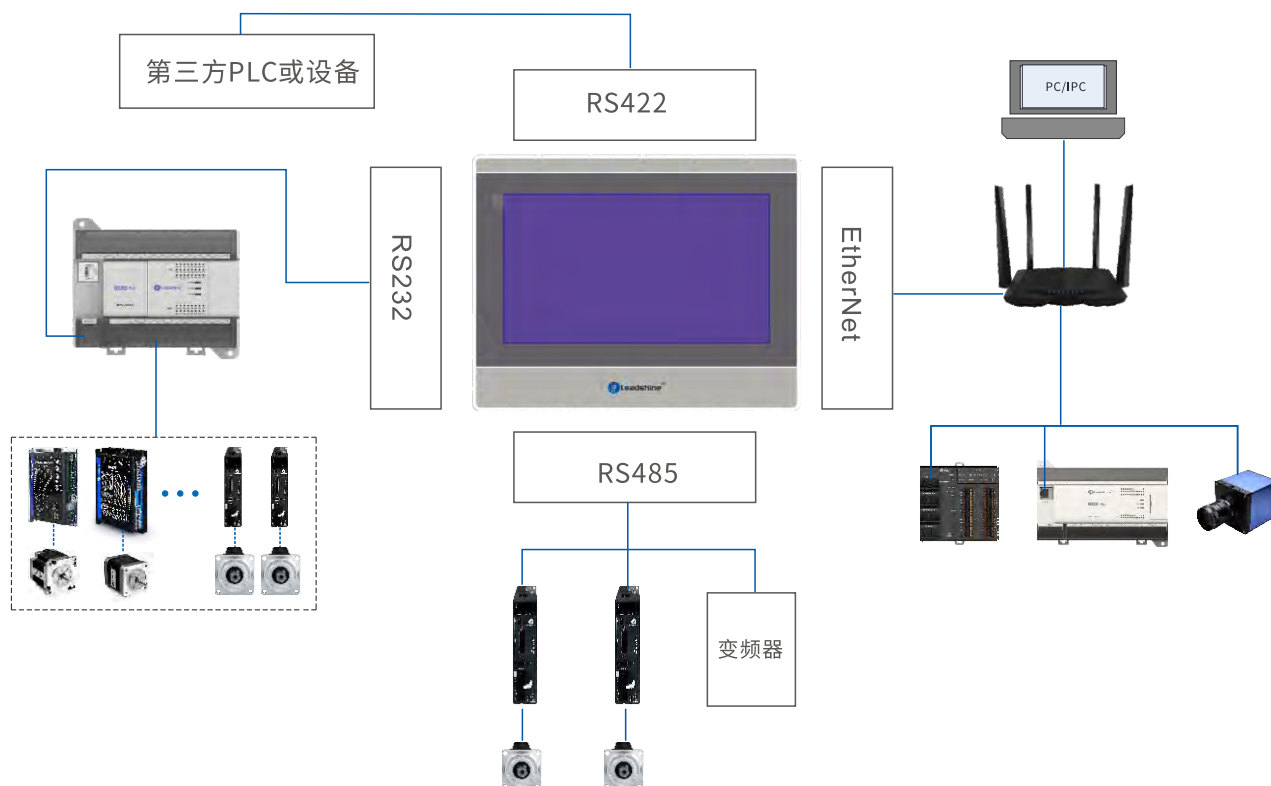 第三方PLC或设备
RS422
PC/IPC
RS232
EtherNet
Leadshine
Leadshine
RS485
变频器